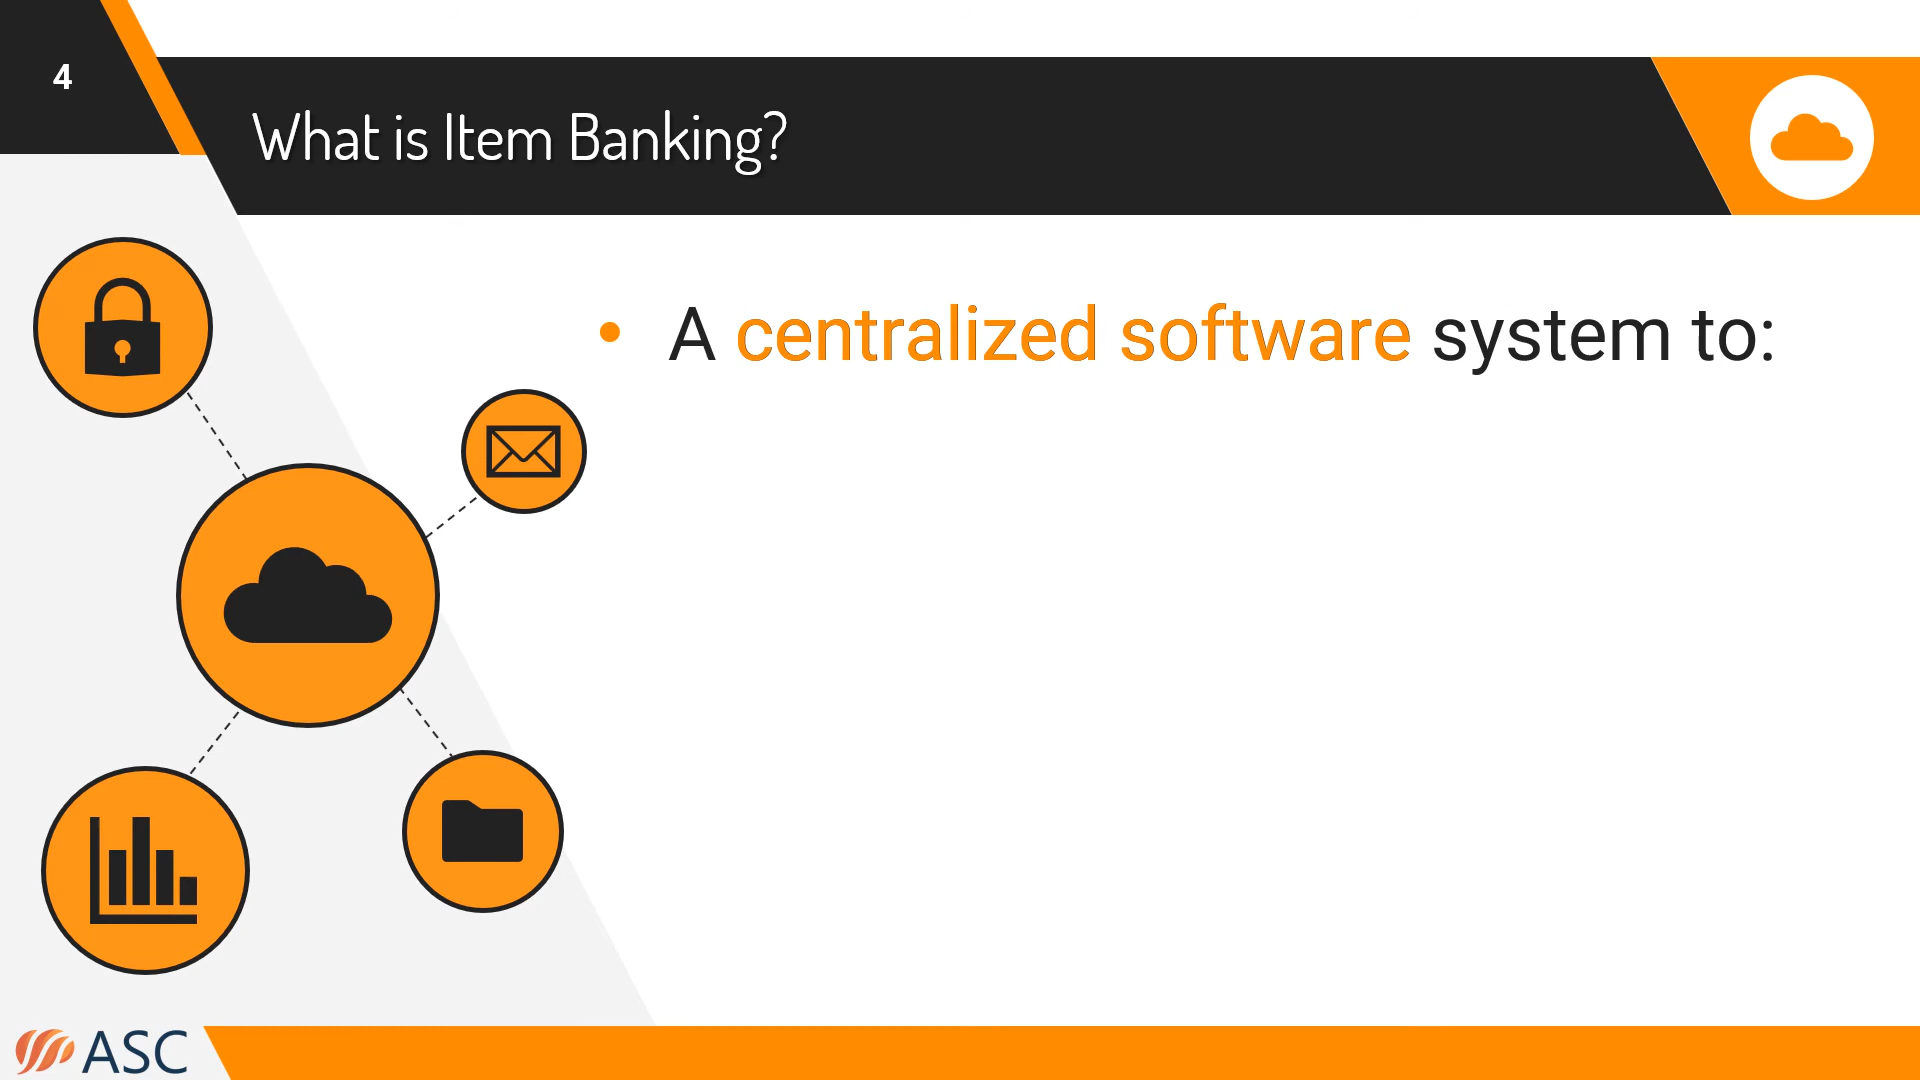 4
What is Item Banking?
• A centralized software system to:
ASC